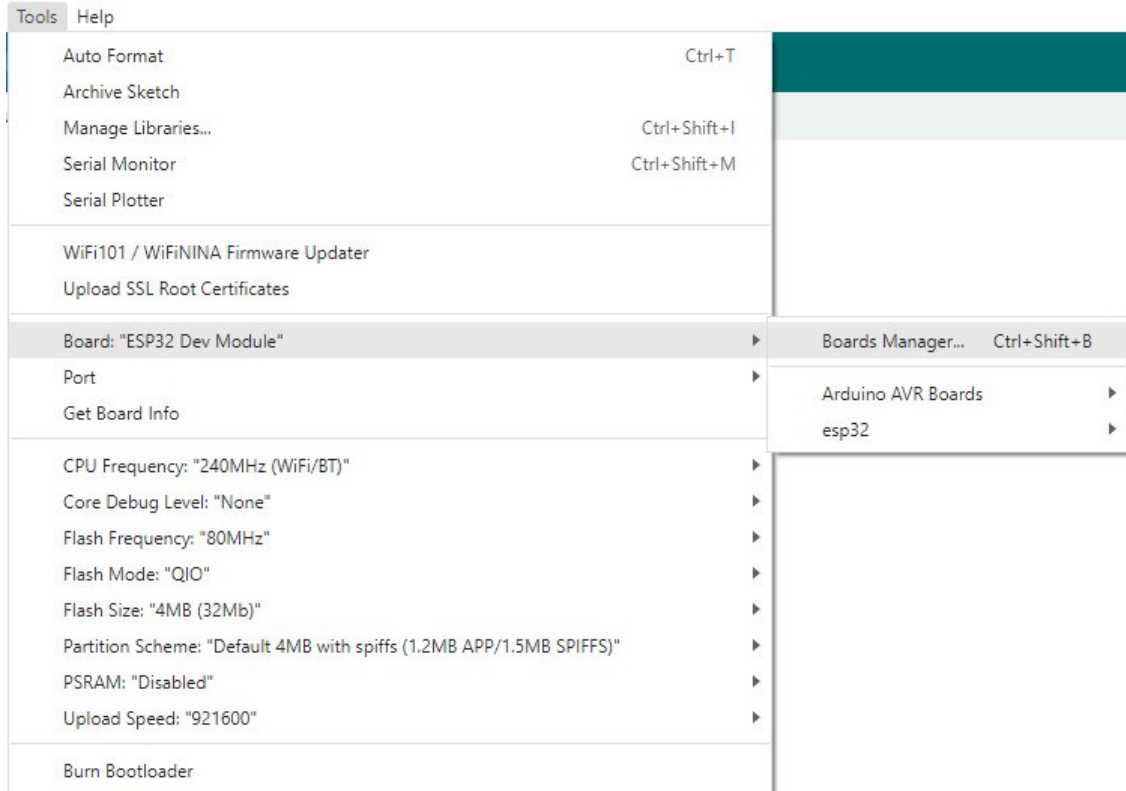 Tools Help
Auto Format Ctrl+T
Archive Sketch
Manage Libraries... Ctrl+Shift+I
Serial Monitor Ctrl+Shift+M
Serial Plotter
WiFi101 / WiFiNINA Firmware Updater
Upload SSL Root Certificates
Board: "ESP32 Dev Module" Boards Manager... Ctrl+Shift+B
Port
Arduino AVR Boards
Get Board Info
esp32
CPU Frequency: "240MHz (WiFi/BT)"
Core Debug Level: "None"
Flash Frequency: "80MHz"
Flash Mode: "QIO"
Flash Size: "4MB (32Mb)"
Partition Scheme: "Default 4MB with spiffs (1.2MB APP/1.5MB SPIFFS)"
PSRAM: "Disabled"
Upload Speed: "921600"
Burn Bootloader